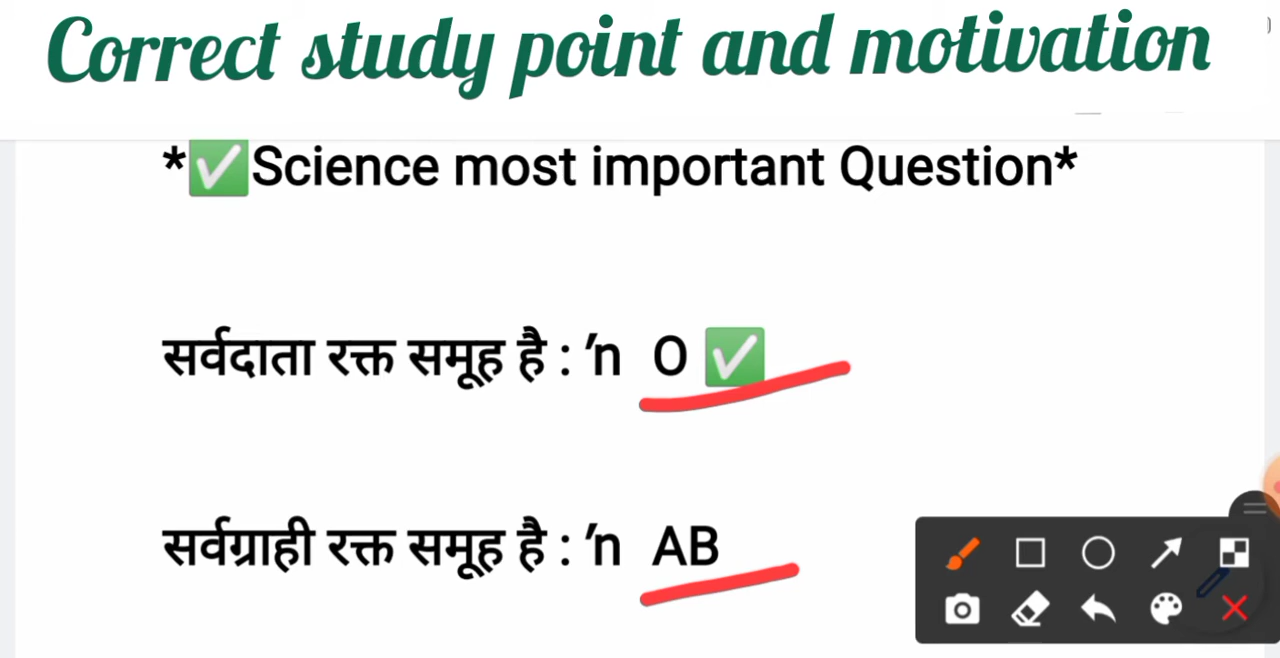 Correct study point and motivation
*✅Science most important Question*
सर्वदाता रक्त समूह है : ’n O ✅
सर्वग्राही रक्त समूह है : ’n AB